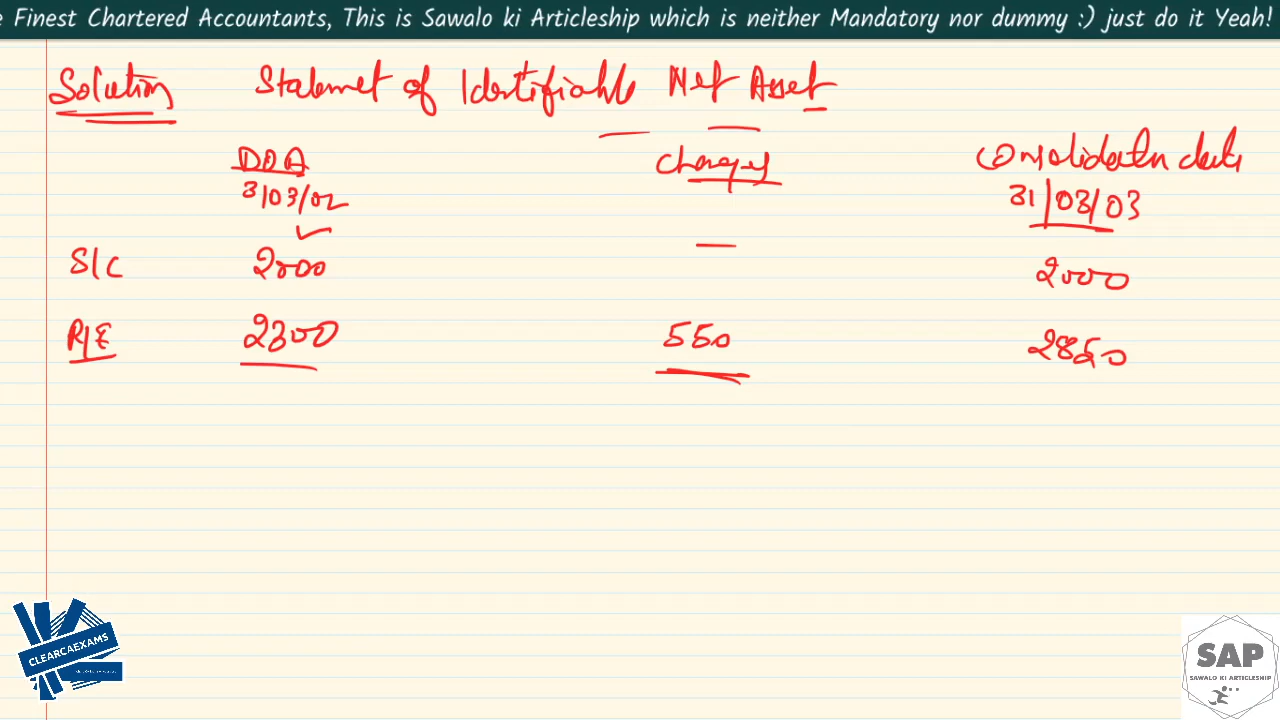 e Finest Chartered Accountants, This is Sawalo ki Articleship which is neither Mandatory nor dummy :) just do it Yeah!
Solution Statement of Identifiable Net Asset
DOA Changes Consolidation date
3/03/02 31/03/03
S/C 2000 — 2000
R/E 2300 550 2850
CLEARCAEXAMS
SAP
SAWALO KI ARTICLESHIP